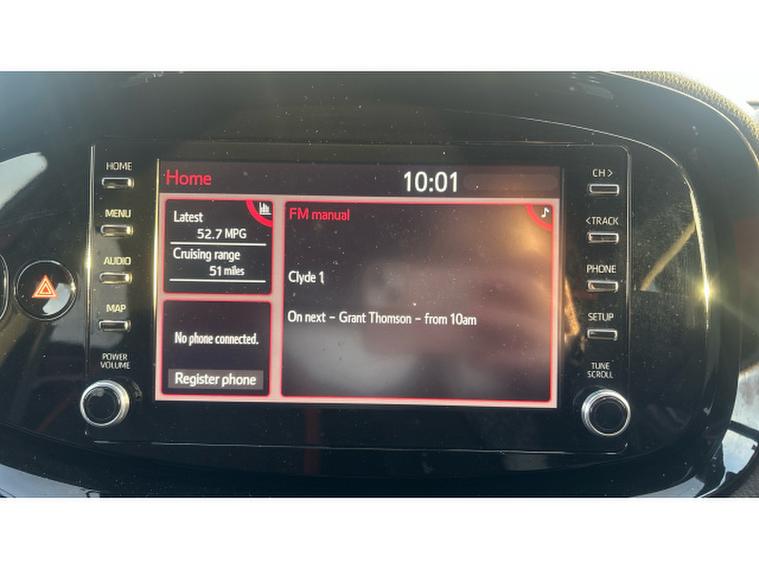 HOME
MENU
AUDIO
MAP
POWER
VOLUME
Home
10:01
Latest
52.7 MPG
Cruising range
51 miles
No phone connected.
Register phone
FM manual
Clyde 1
On next - Grant Thomson - from 10am
CH >
< TRACK
PHONE
SETUP
TUNE
SCROLL